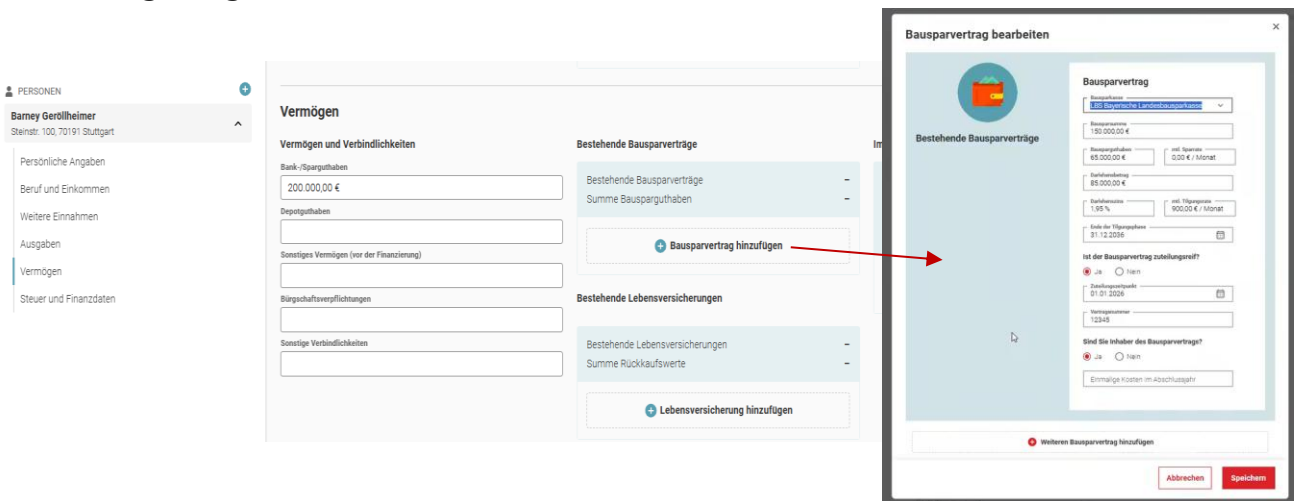 PERSONEN
Barney Geröllheimer
Steinstr. 100, 70191 Stuttgart
Persönliche Angaben
Beruf und Einkommen
Weitere Einnahmen
Ausgaben
Vermögen
Steuer und Finanzdaten
Vermögen
Vermögen und Verbindlichkeiten
Bank-/Sparguthaben
200.000,00 €
Depotguthaben
Sonstiges Vermögen (vor der Finanzierung)
Bürgschaftsverpflichtungen
Sonstige Verbindlichkeiten
Bestehende Bausparverträge
Bestehende Bausparverträge –
Summe Bausparguthaben –
Bausparvertrag hinzufügen
Bestehende Lebensversicherungen
Bestehende Lebensversicherungen –
Summe Rückkaufswerte –
Lebensversicherung hinzufügen
Im
Bausparvertrag bearbeiten
Bestehende Bausparverträge
Bausparvertrag
Bausparkasse
LBS Bayerische Landesbausparkasse
Bausparsumme
150.000,00 €
Bausparguthaben
65.000,00 €
mtl. Sparrate
0,00 € / Monat
Darlehensbetrag
85.000,00 €
Darlehenszins
1,95 %
mtl. Tilgungsrate
900,00 € / Monat
Ende der Tilgungsphase
31.12.2036
Ist der Bausparvertrag zuteilungsreif?
Ja Nein
Zuteilungszeitpunkt
01.01.2026
Vertragsnummer
12345
Sind Sie Inhaber des Bausparvertrags?
Ja Nein
Einmalige Kosten im Abschlussjahr
Weiteren Bausparvertrag hinzufügen
Abbrechen Speichern